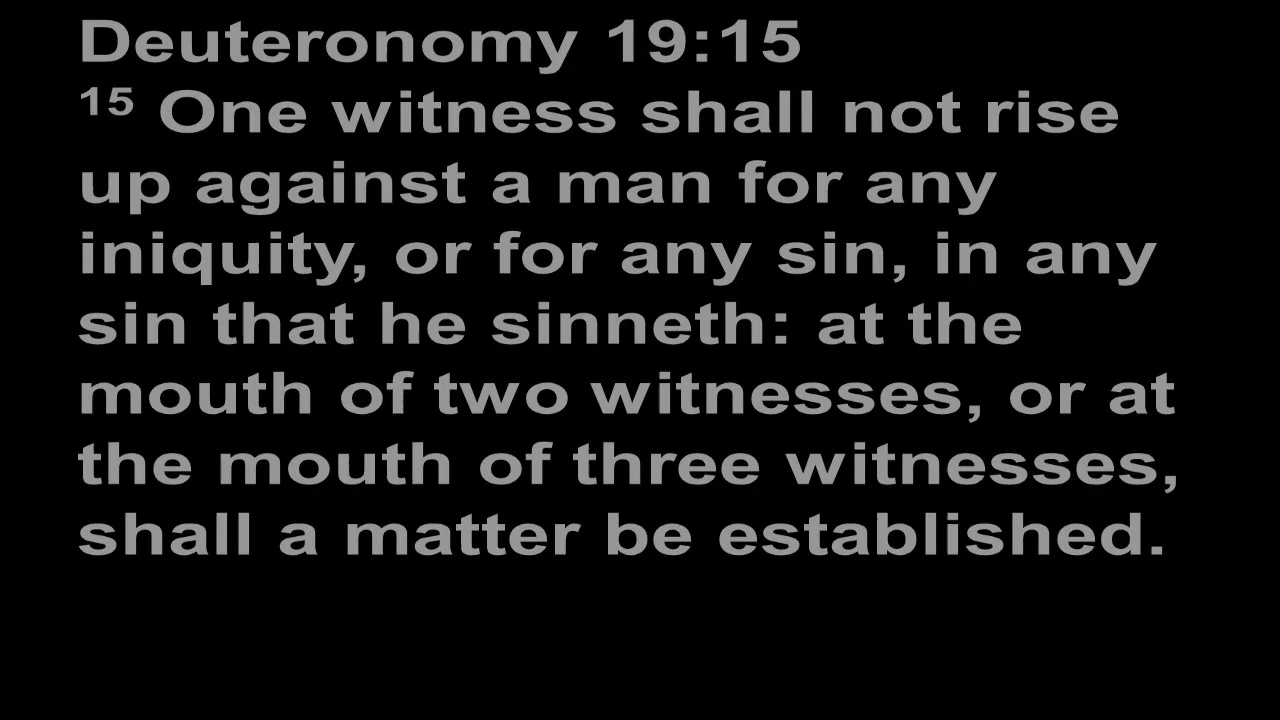 Deuteronomy 19:15
15 One witness shall not rise
up against a man for any
iniquity, or for any sin, in any
sin that he sinneth: at the
mouth of two witnesses, or at
the mouth of three witnesses,
shall a matter be established.